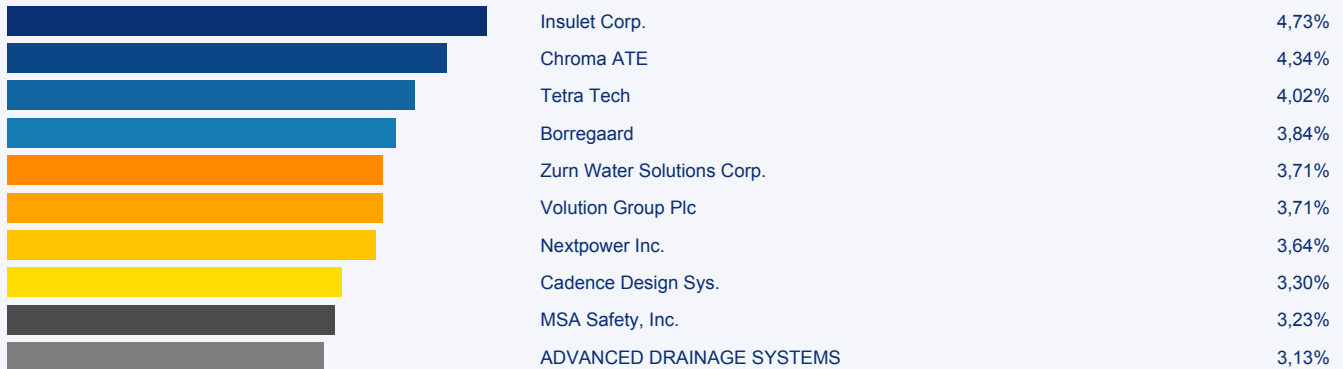 Insulet Corp. 4,73%
Chroma ATE 4,34%
Tetra Tech 4,02%
Borregaard 3,84%
Zurn Water Solutions Corp. 3,71%
Volution Group Plc 3,71%
Nextpower Inc. 3,64%
Cadence Design Sys. 3,30%
MSA Safety, Inc. 3,23%
ADVANCED DRAINAGE SYSTEMS 3,13%